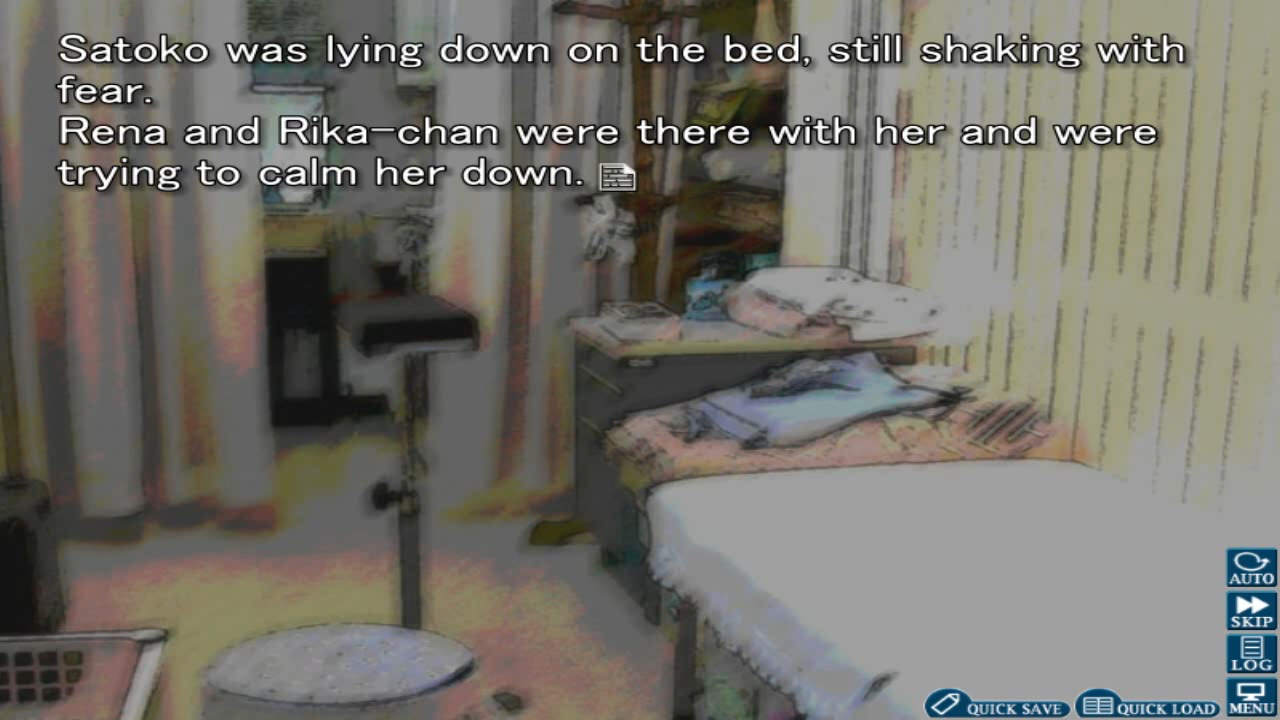 Satoko was lying down on the bed, still shaking with
fear.
Rena and Rika-chan were there with her and were
trying to calm her down.
AUTO
SKIP
LOG
MENU
QUICK SAVE
QUICK LOAD